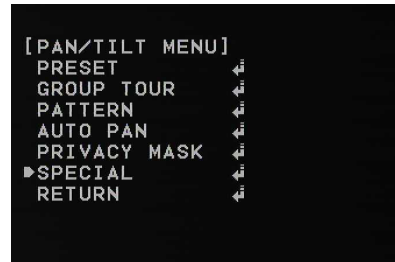 [PAN/TILT MENU]
PRESET ↲
GROUP TOUR ↲
PATTERN ↲
AUTO PAN ↲
PRIVACY MASK ↲
▶SPECIAL ↲
RETURN ↲